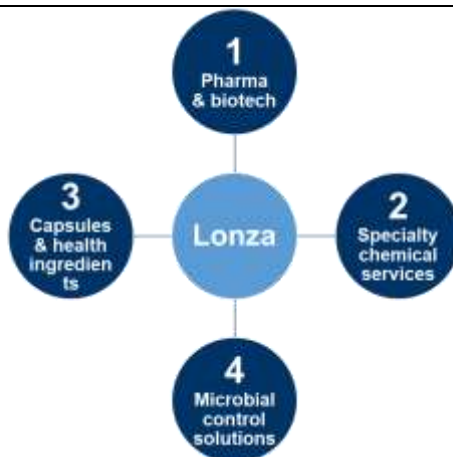 1
Pharma
& biotech
3
Capsules
& health
ingredien
ts
Lonza
2
Specialty
chemical
services
4
Microbial
control
solutions